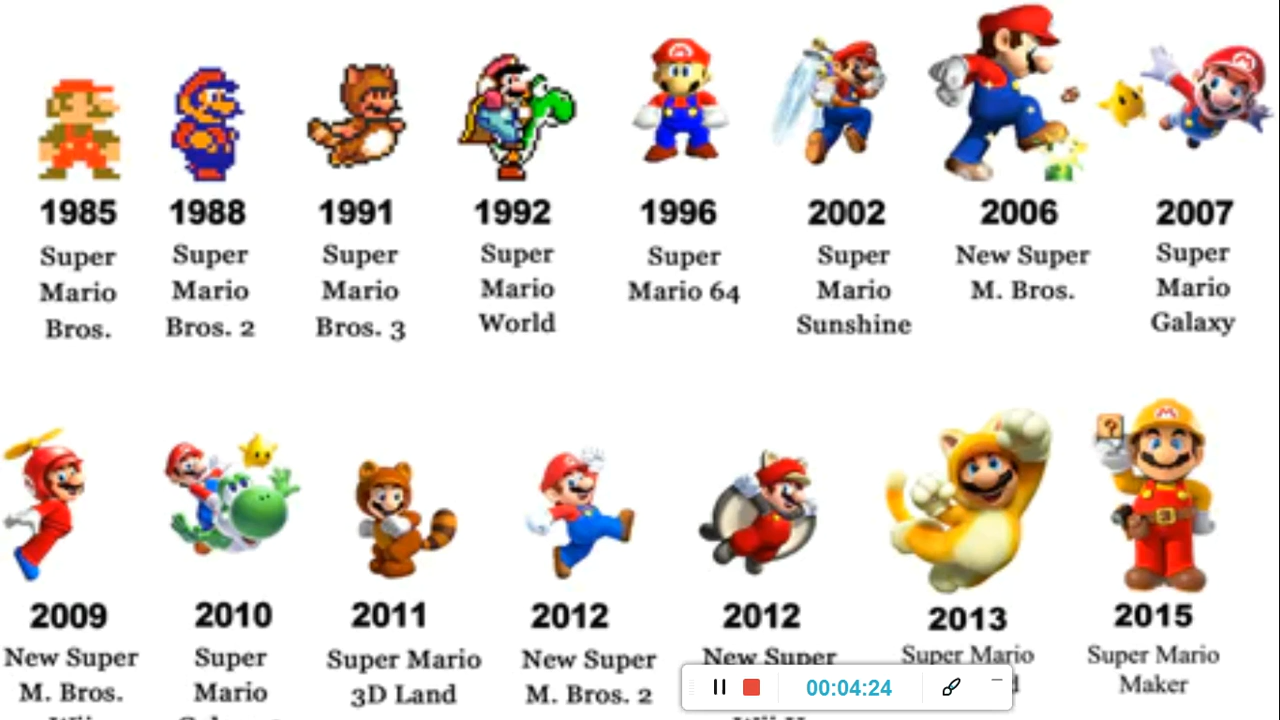 1985
Super
Mario
Bros.
1988
Super
Mario
Bros. 2
1991
Super
Mario
Bros. 3
1992
Super
Mario
World
1996
Super
Mario 64
2002
Super
Mario
Sunshine
2006
New Super
M. Bros.
2007
Super
Mario
Galaxy
2009
New Super
M. Bros.
2010
Super
Mario
2011
Super Mario
3D Land
2012
New Super
M. Bros. 2
2012
New Super
2013
Super Mario
2015
Super Mario
Maker
00:04:24